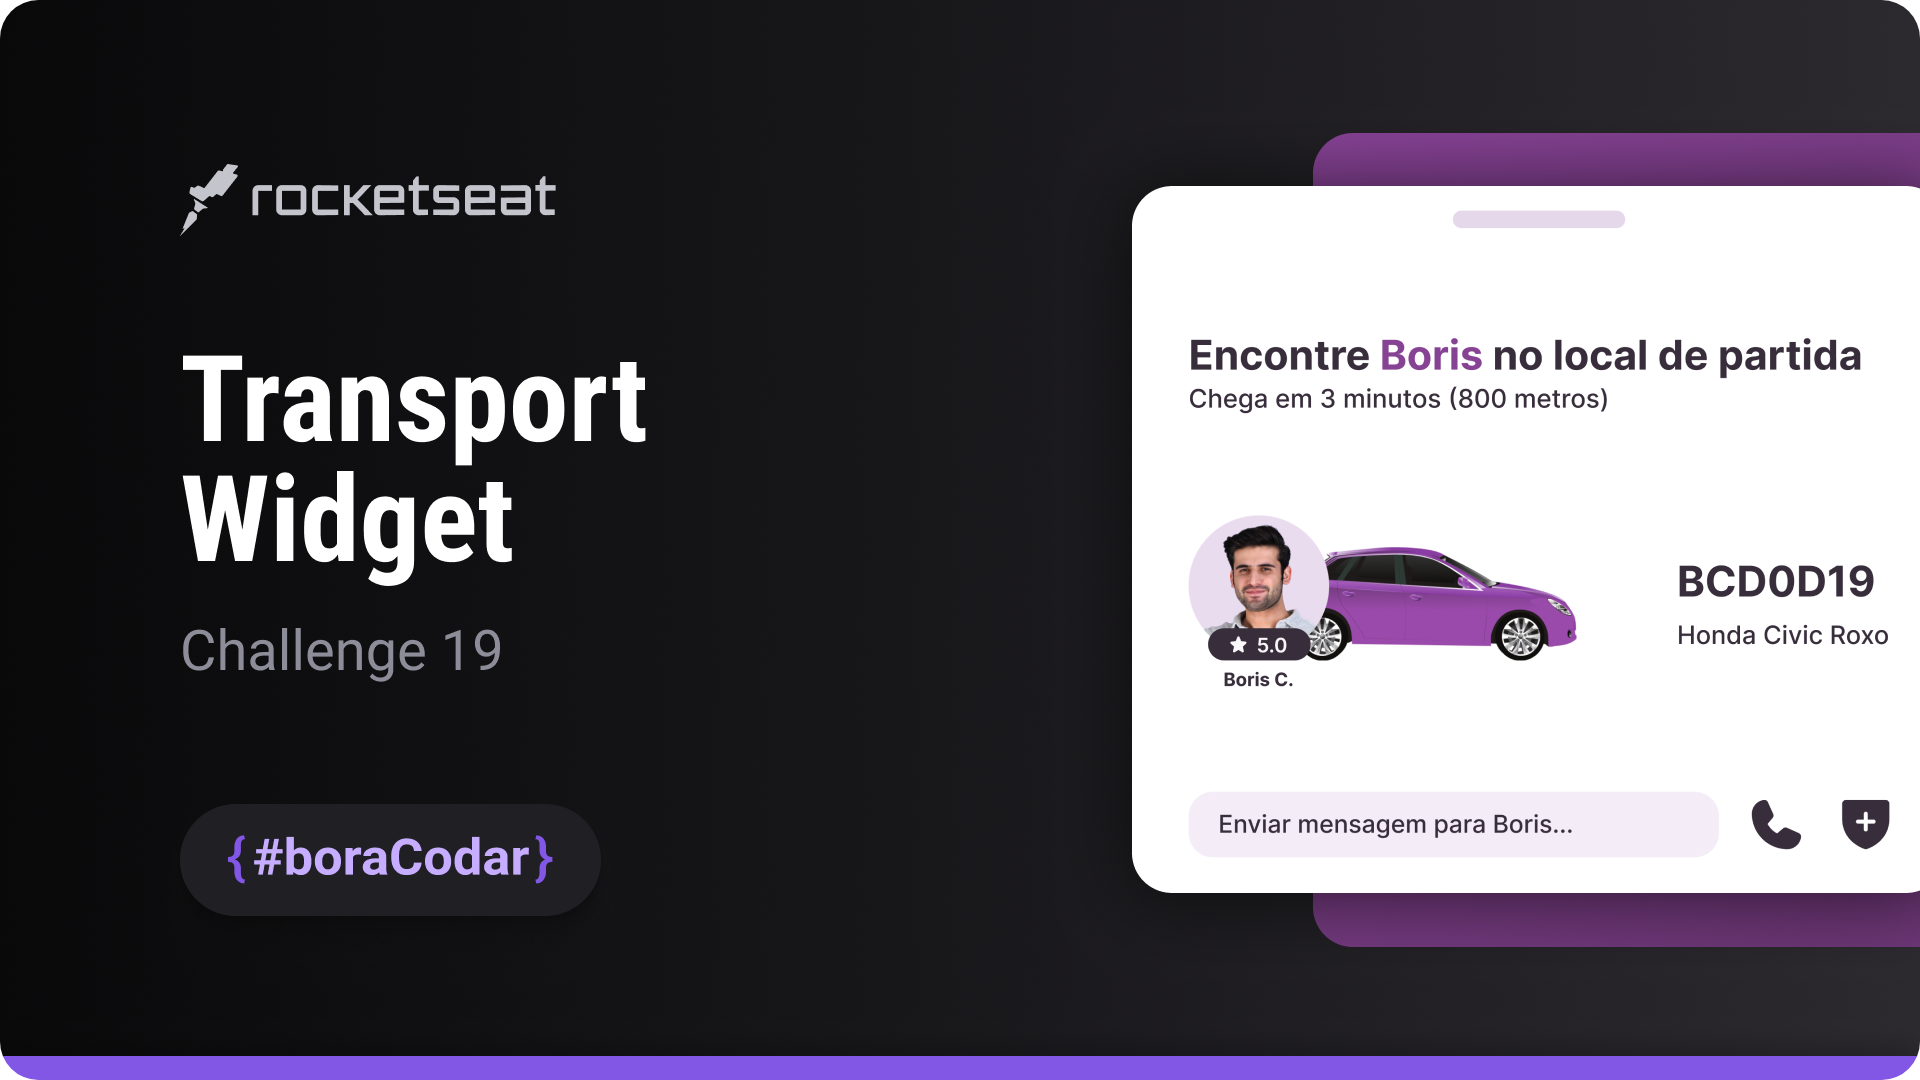 rocketseat
Transport
Widget
Challenge 19
{#boraCodar}
Encontre Boris no local de partida
Chega em 3 minutos (800 metros)
5.0
Boris C.
BCD0D19
Honda Civic Roxo
Enviar mensagem para Boris...